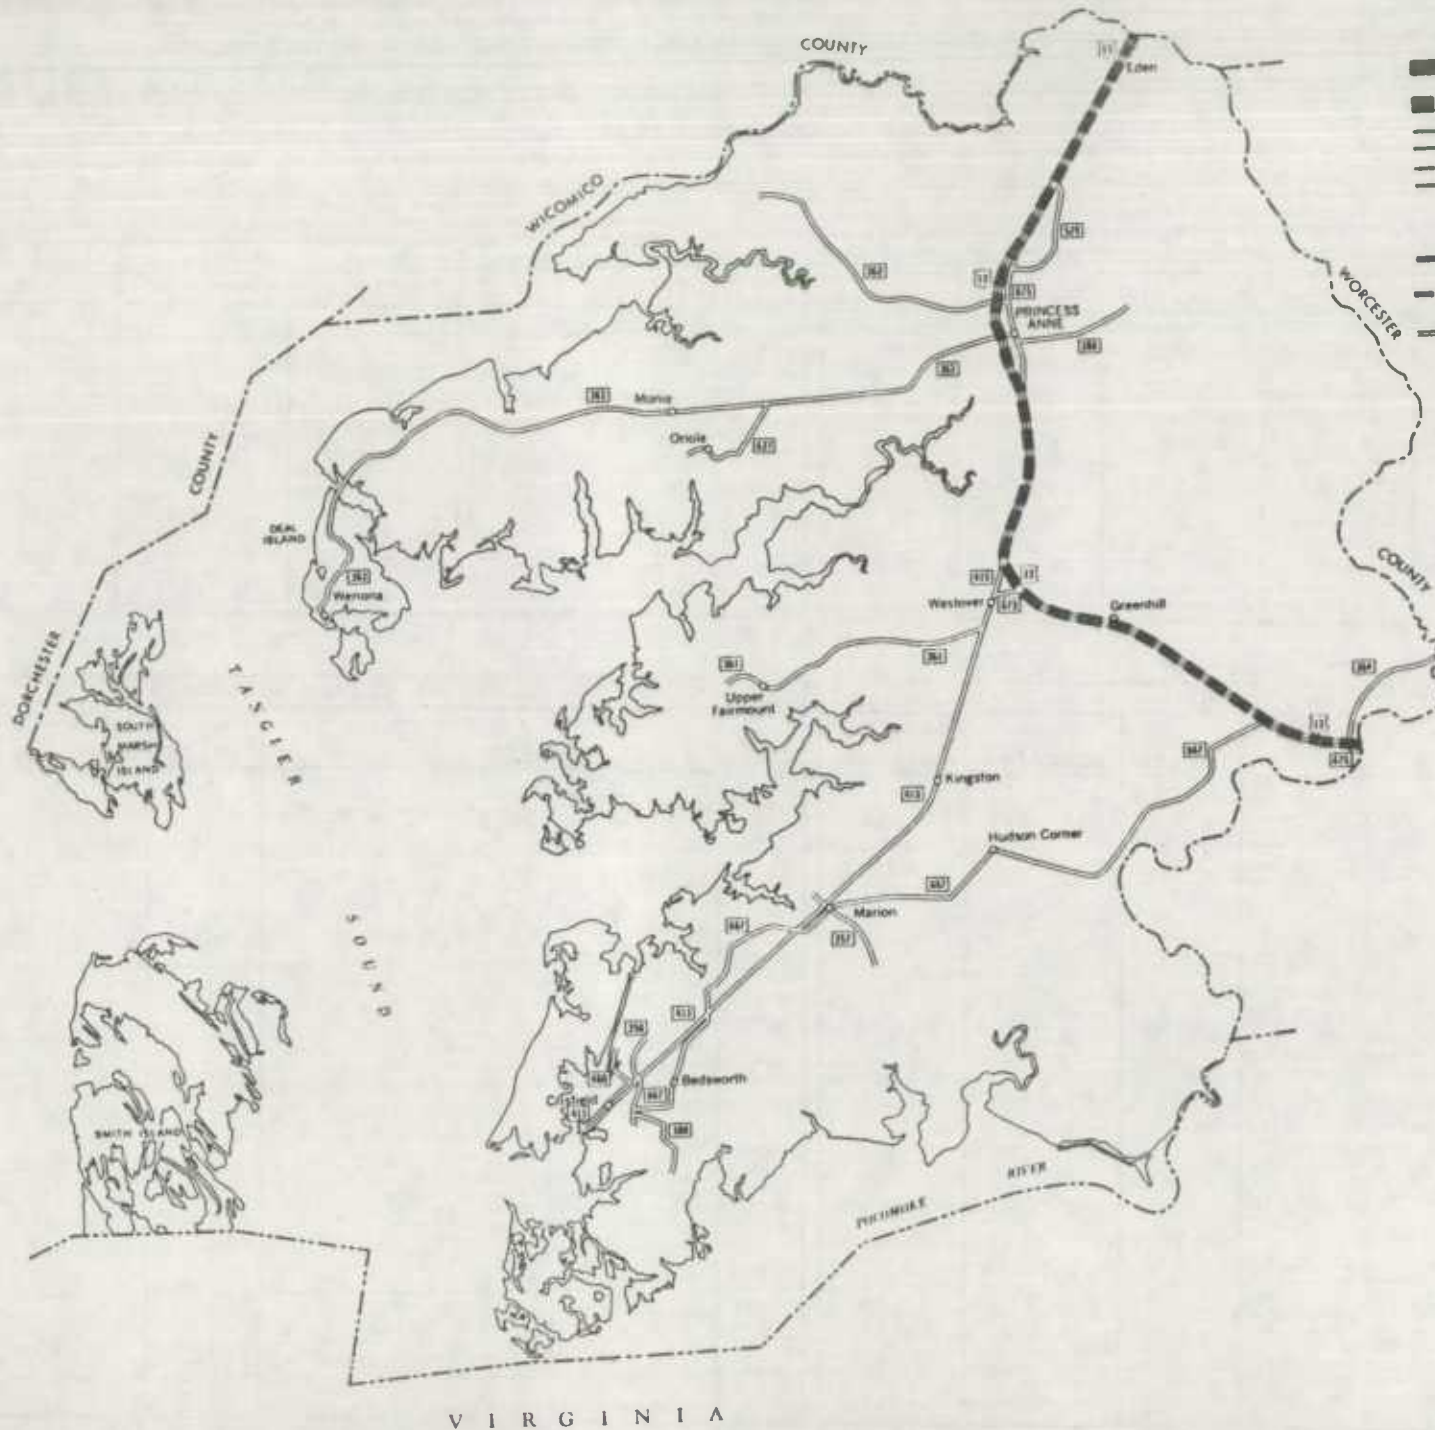 COUNTY
13
Eden
WICOMICO
529
WORCESTER
362
13
675
PRINCESS
ANNE
388
363
363
Monie
Oriole
627
COUNTY
DEAL
ISLAND
363
Wenona
COUNTY
413
13
Westover
673
Greenhill
DORCHESTER
TANGIER
361
361
364
Upper
Fairmount
SOUTH
MARSH
ISLAND
13
667
675
Kingston
413
Hudson Corner
667
Marion
667
357
SOUND
413
Bedsworth
667
Crisfield
413
SMITH ISLAND
RIVER
POCOMOKE
VIRGINIA